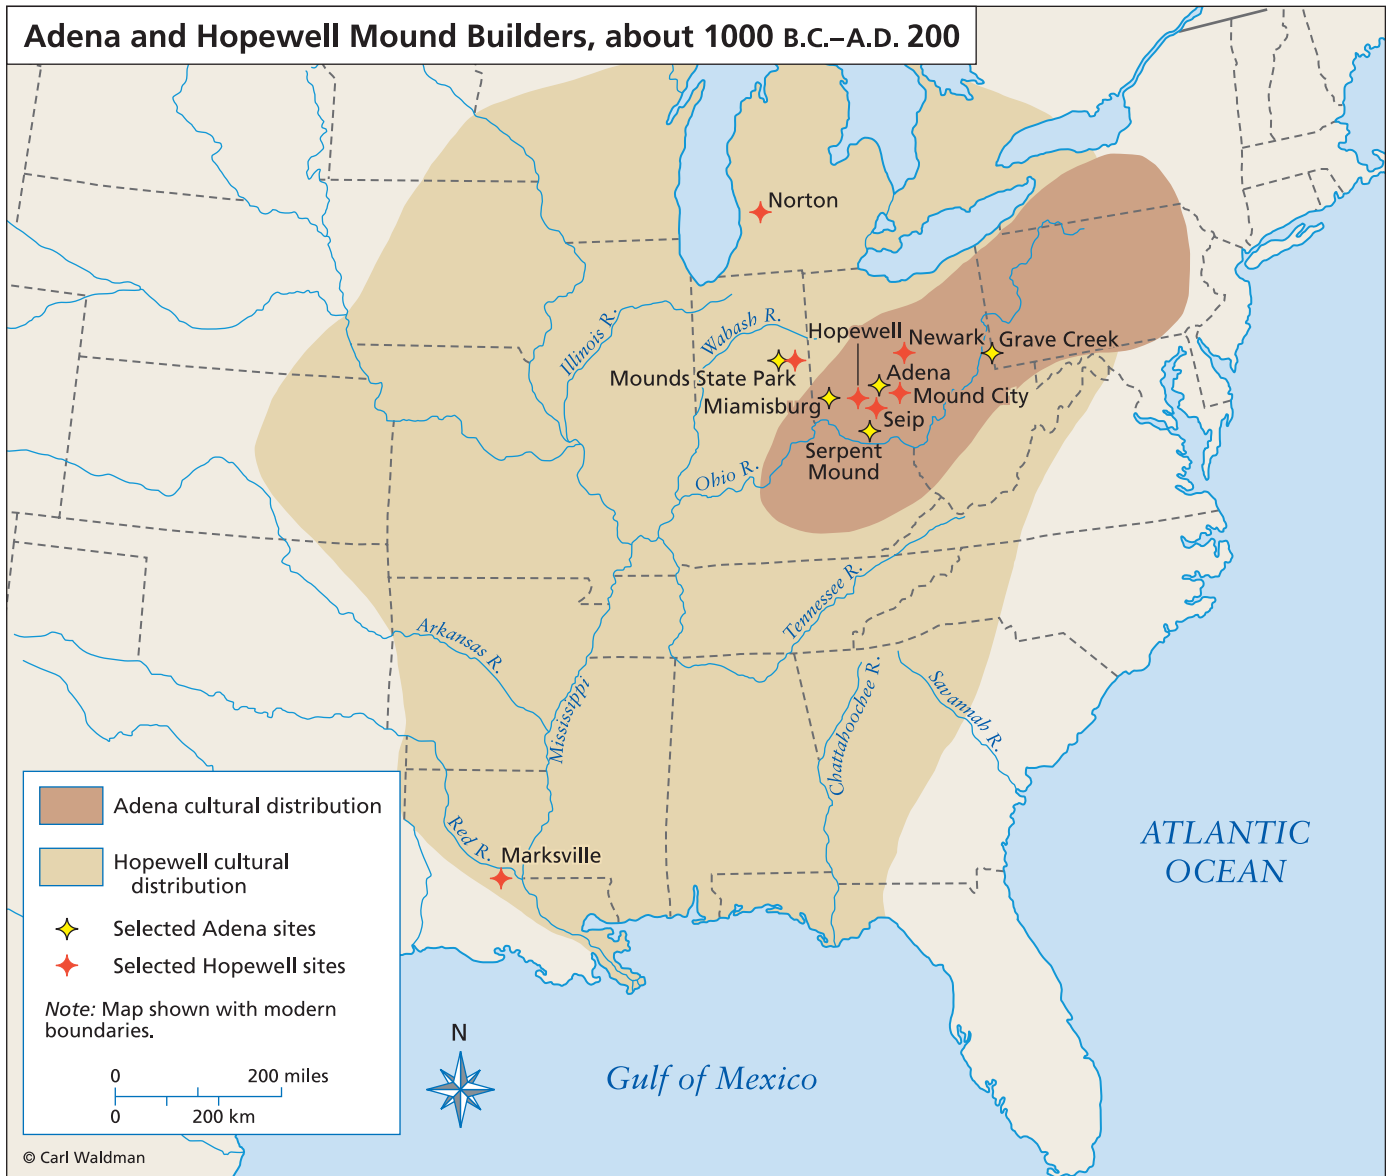 Adena and Hopewell Mound Builders, about 1000 B.C.–A.D. 200
Norton
Illinois R.
Wabash R.
Hopewell
Newark
Grave Creek
Mounds State Park
Adena
Miamisburg
Mound City
Seip
Serpent
Mound
Ohio R.
Tennessee R.
Arkansas R.
Mississippi
Chattahoochee R.
Savannah R.
Red R.
Marksville
ATLANTIC
OCEAN
Gulf of Mexico
Adena cultural distribution
Hopewell cultural
distribution
Selected Adena sites
Selected Hopewell sites
Note: Map shown with modern
boundaries.
0 200 miles
0 200 km
N
© Carl Waldman